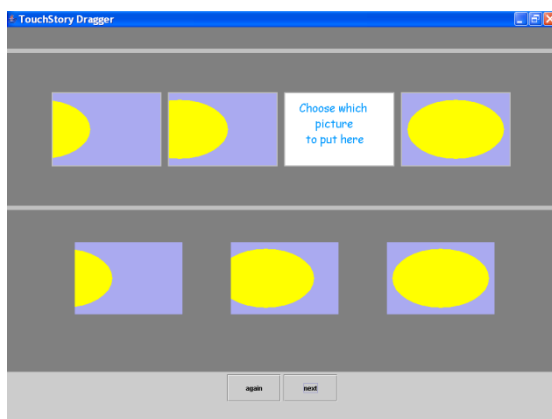 TouchStory Dragger
Choose which
picture
to put here
again
next